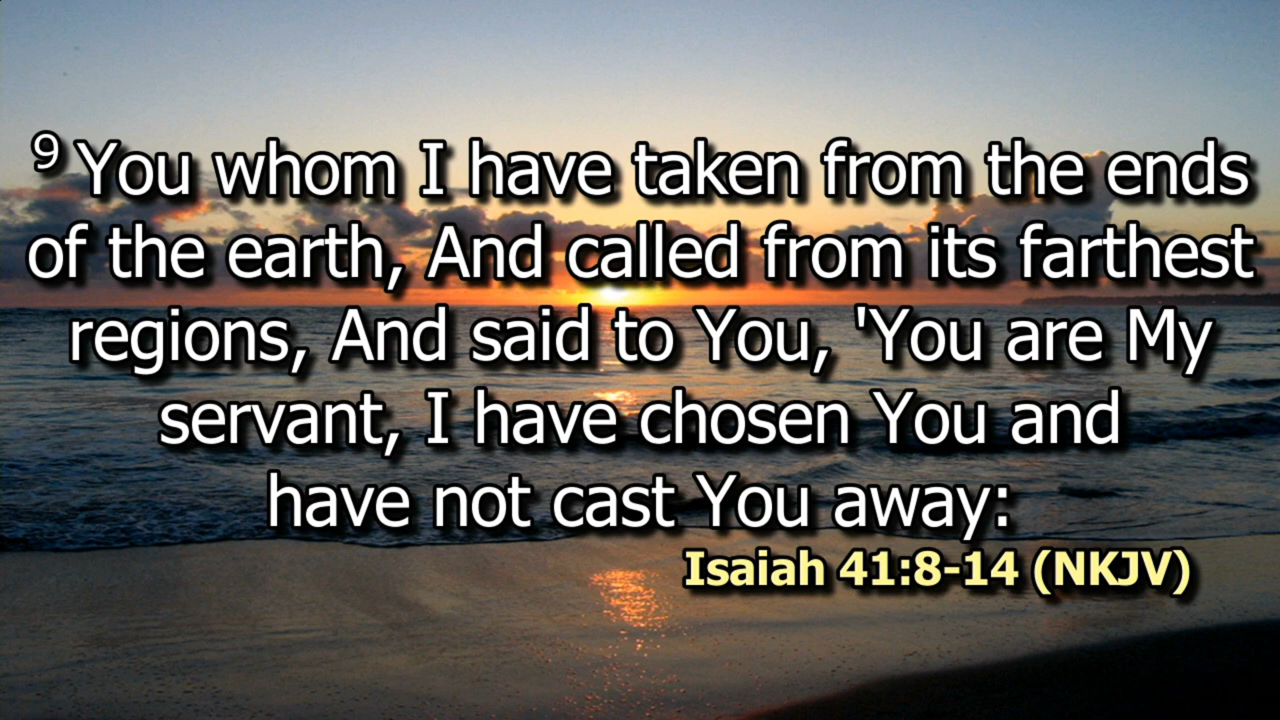 9 You whom I have taken from the ends
of the earth, And called from its farthest
regions, And said to You, 'You are My
servant, I have chosen You and
have not cast You away:
Isaiah 41:8-14 (NKJV)